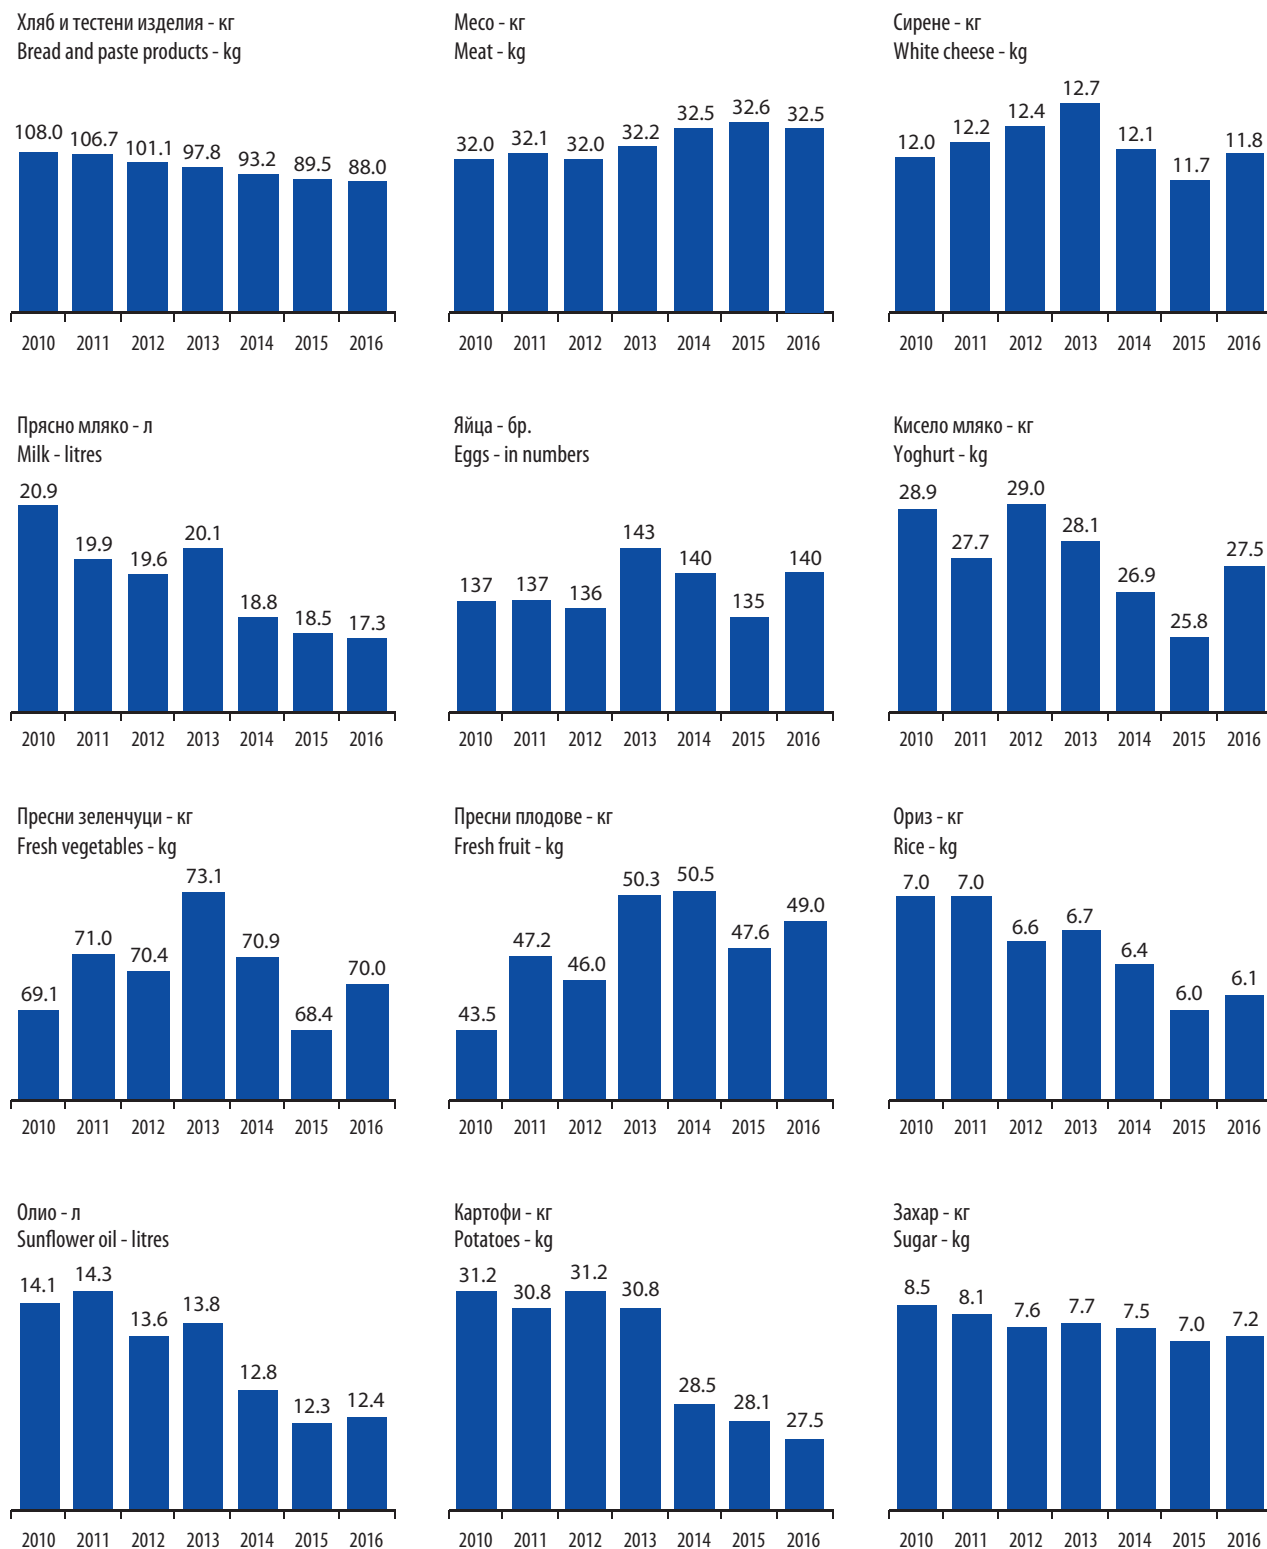 Хляб и тестени изделия - кг
Bread and paste products - kg
108.0 106.7 101.1 97.8 93.2 89.5 88.0
2010 2011 2012 2013 2014 2015 2016
Месо - кг
Meat - kg
32.0 32.1 32.0 32.2 32.5 32.6 32.5
2010 2011 2012 2013 2014 2015 2016
Сирене - кг
White cheese - kg
12.0 12.2 12.4 12.7 12.1 11.7 11.8
2010 2011 2012 2013 2014 2015 2016
Прясно мляко - л
Milk - litres
20.9 19.9 19.6 20.1 18.8 18.5 17.3
2010 2011 2012 2013 2014 2015 2016
Яйца - бр.
Eggs - in numbers
137 137 136 143 140 135 140
2010 2011 2012 2013 2014 2015 2016
Кисело мляко - кг
Yoghurt - kg
28.9 27.7 29.0 28.1 26.9 25.8 27.5
2010 2011 2012 2013 2014 2015 2016
Пресни зеленчуци - кг
Fresh vegetables - kg
69.1 71.0 70.4 73.1 70.9 68.4 70.0
2010 2011 2012 2013 2014 2015 2016
Пресни плодове - кг
Fresh fruit - kg
43.5 47.2 46.0 50.3 50.5 47.6 49.0
2010 2011 2012 2013 2014 2015 2016
Ориз - кг
Rice - kg
7.0 7.0 6.6 6.7 6.4 6.0 6.1
2010 2011 2012 2013 2014 2015 2016
Олио - л
Sunflower oil - litres
14.1 14.3 13.6 13.8 12.8 12.3 12.4
2010 2011 2012 2013 2014 2015 2016
Картофи - кг
Potatoes - kg
31.2 30.8 31.2 30.8 28.5 28.1 27.5
2010 2011 2012 2013 2014 2015 2016
Захар - кг
Sugar - kg
8.5 8.1 7.6 7.7 7.5 7.0 7.2
2010 2011 2012 2013 2014 2015 2016